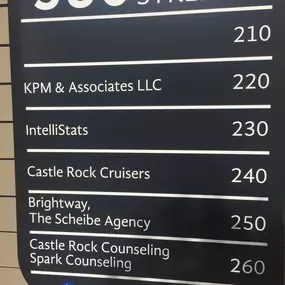 210
KPM & Associates LLC 220
IntelliStats 230
Castle Rock Cruisers 240
Brightway,
The Scheibe Agency 250
Castle Rock Counseling
Spark Counseling 260